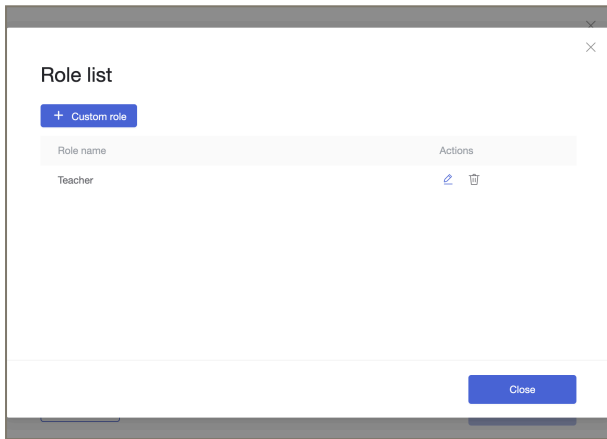 Role list
+ Custom role
Role name Actions
Teacher
Close